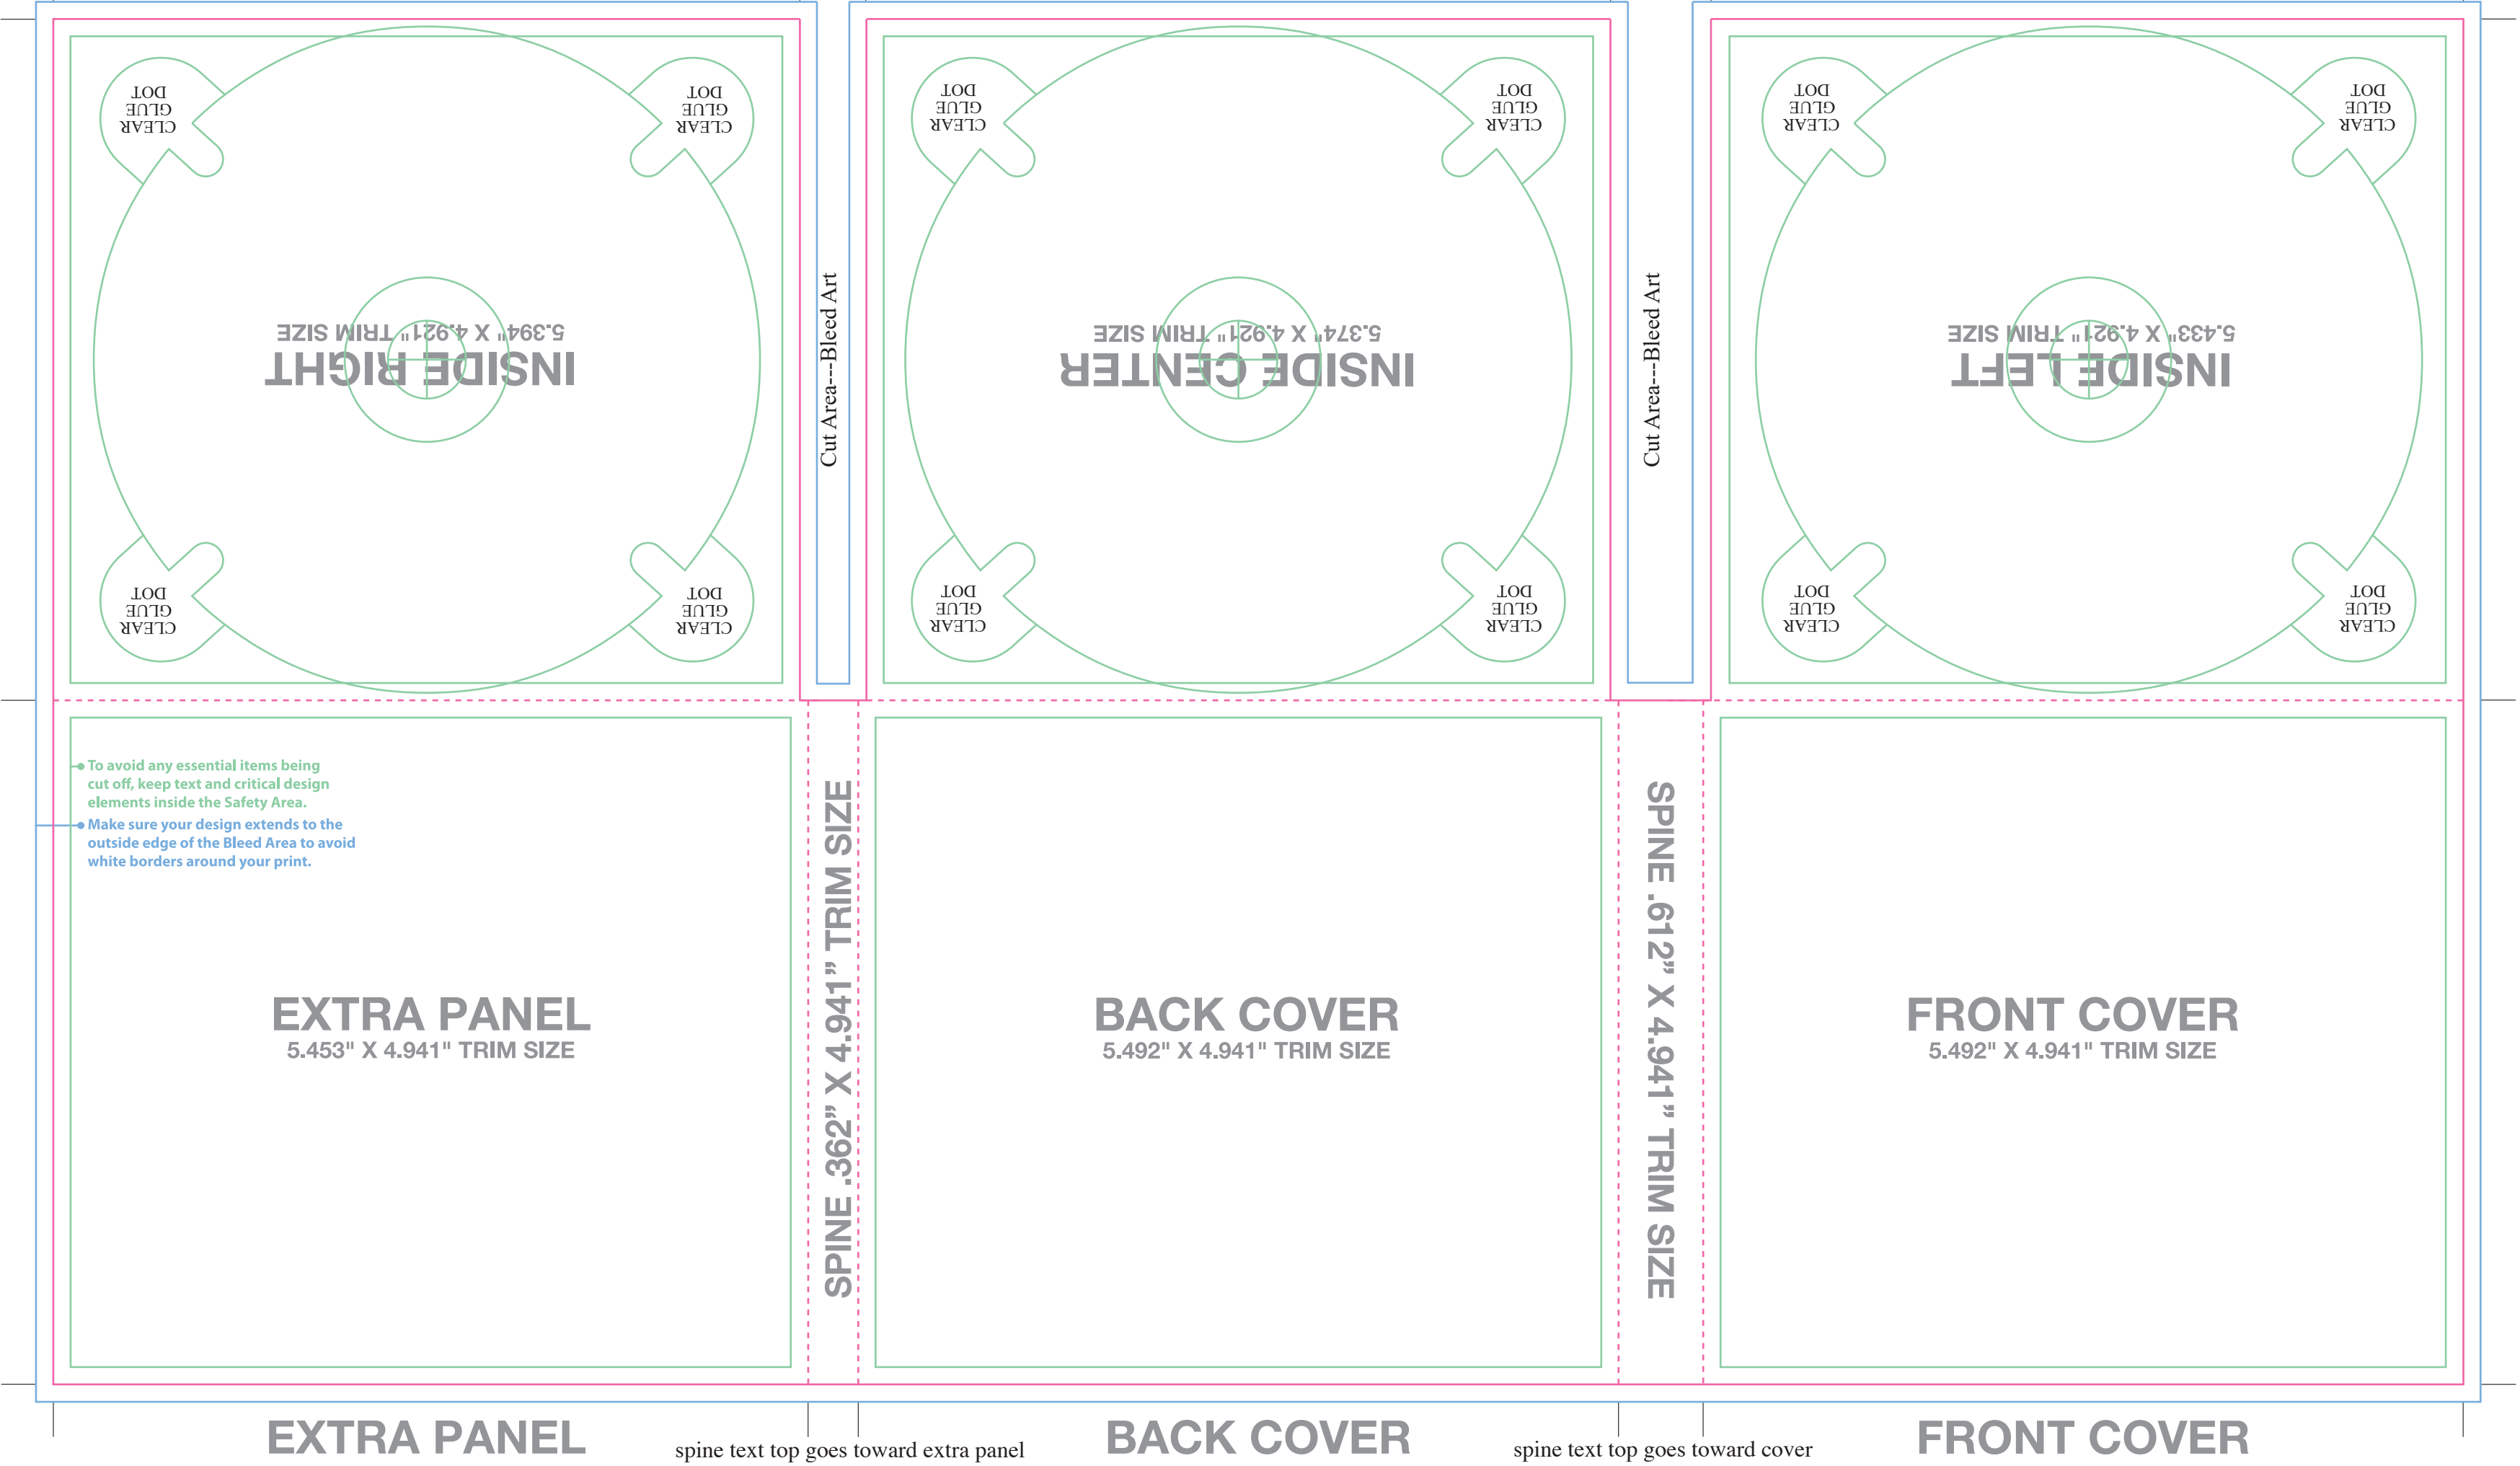 CLEAR
GLUE
DOT
CLEAR
GLUE
DOT
INSIDE RIGHT
5.394" X 4.921" TRIM SIZE
CLEAR
GLUE
DOT
CLEAR
GLUE
DOT
Cut Area---Bleed Art
CLEAR
GLUE
DOT
CLEAR
GLUE
DOT
INSIDE CENTER
5.374" X 4.921" TRIM SIZE
CLEAR
GLUE
DOT
CLEAR
GLUE
DOT
Cut Area---Bleed Art
CLEAR
GLUE
DOT
CLEAR
GLUE
DOT
INSIDE LEFT
5.433" X 4.921" TRIM SIZE
CLEAR
GLUE
DOT
CLEAR
GLUE
DOT
To avoid any essential items being
cut off, keep text and critical design
elements inside the Safety Area.
Make sure your design extends to the
outside edge of the Bleed Area to avoid
white borders around your print.
EXTRA PANEL
5.453" X 4.941" TRIM SIZE
SPINE .362” X 4.941” TRIM SIZE
BACK COVER
5.492" X 4.941" TRIM SIZE
SPINE .612” X 4.941” TRIM SIZE
FRONT COVER
5.492" X 4.941" TRIM SIZE
EXTRA PANEL
spine text top goes toward extra panel
BACK COVER
spine text top goes toward cover
FRONT COVER